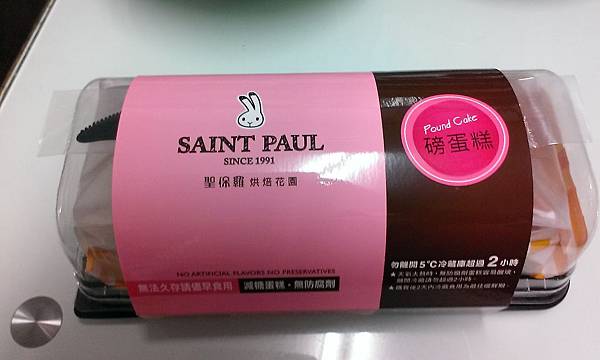 SAINT PAUL
SINCE 1991
聖保羅 烘焙花園
NO ARTIFICIAL FLAVORS NO PRESERVATIVES
無法久存請儘早食用 減糖蛋糕・無防腐劑
Pound Cake
磅蛋糕
勿離開5℃冷藏庫超過2小時